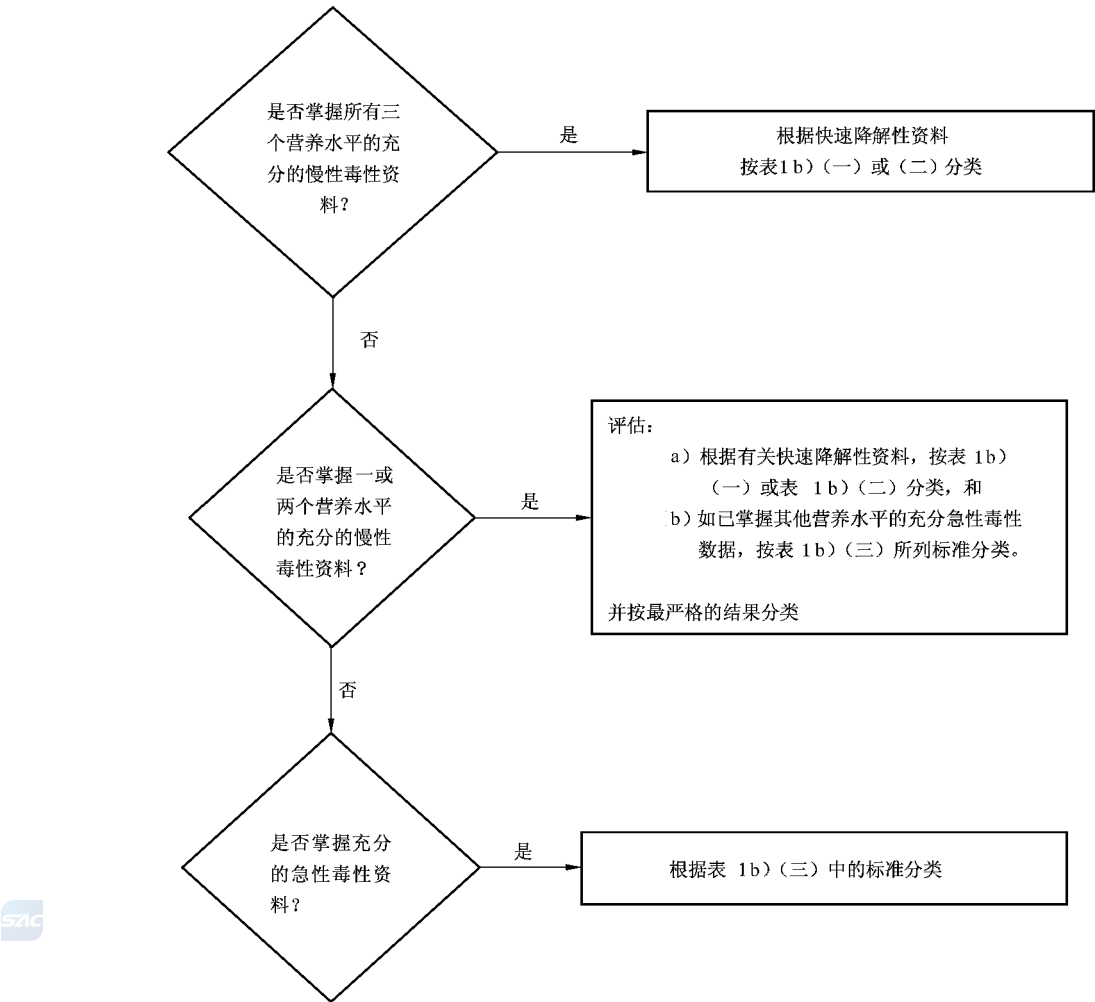 是否掌握所有三
个营养水平的充
分的慢性毒性资
料？
是
根据快速降解性资料
按表1b）（一）或（二）分类
否
是否掌握一或
两个营养水平
的充分的慢性
毒性资料？
是
评估：
a）根据有关快速降解性资料，按表 1b）
（一）或表 1b）（二）分类，和
b）如已掌握其他营养水平的充分急性毒性
数据，按表 1b）（三）所列标准分类。
并按最严格的结果分类
否
是否掌握充分
的急性毒性资
料？
是
根据表 1b）（三）中的标准分类
SAC